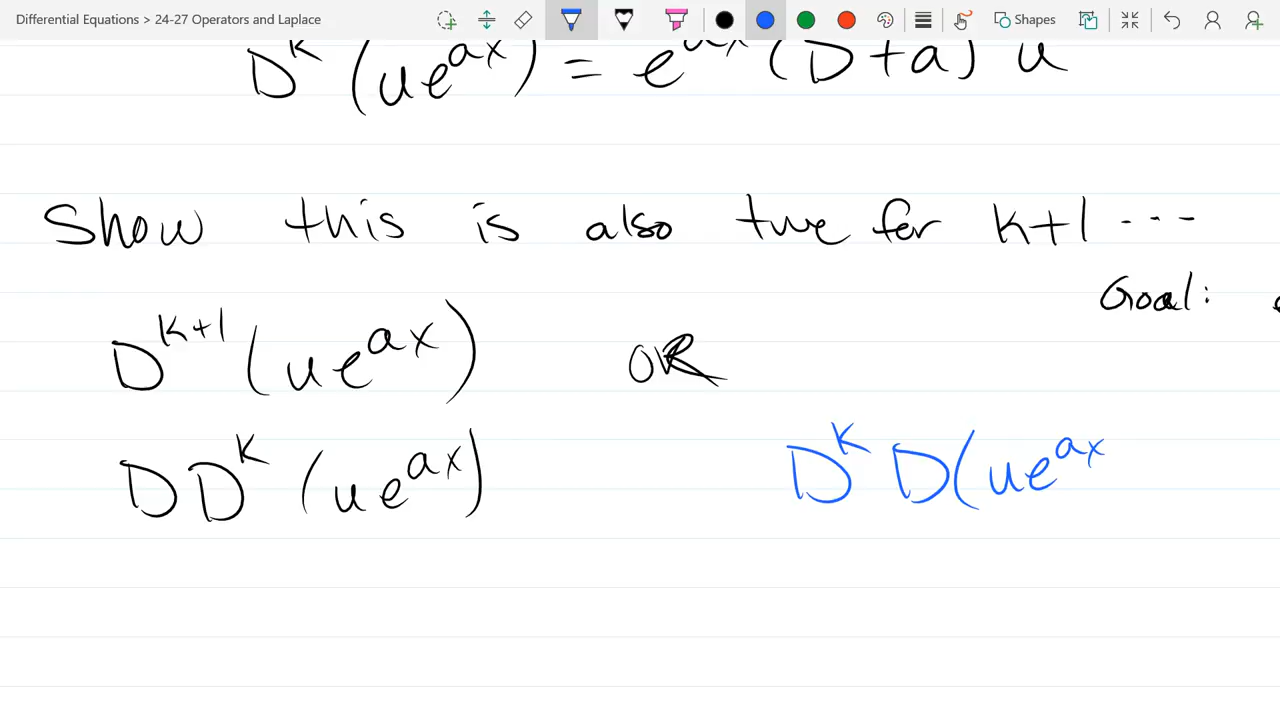 Differential Equations > 24-27 Operators and Laplace
Shapes
D^k (ue^{ax}) = e^{ax} (D+a) u
Show this is also true for k+1 ---
Goal:
D^{k+1} (ue^{ax}) OR
DD^k (ue^{ax}) D^k D(ue^{ax}